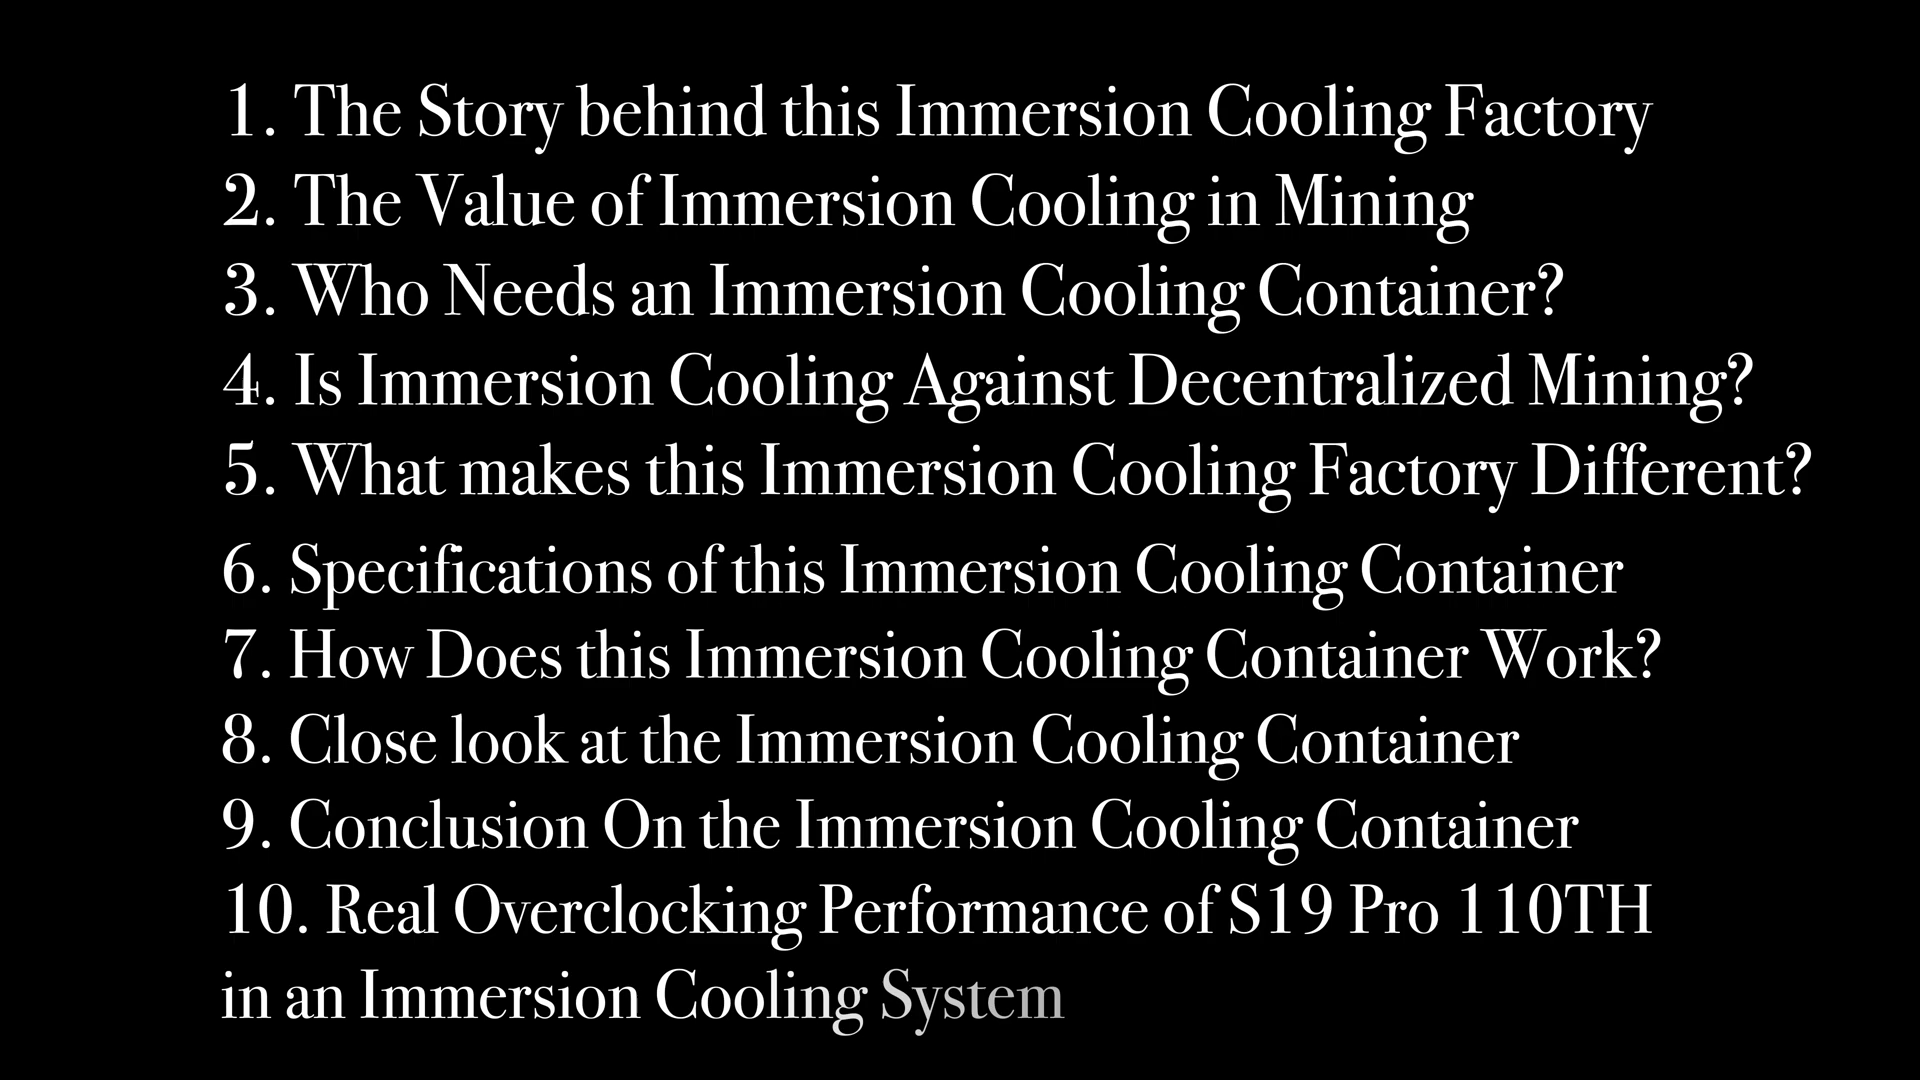 1. The Story behind this Immersion Cooling Factory
2. The Value of Immersion Cooling in Mining
3. Who Needs an Immersion Cooling Container?
4. Is Immersion Cooling Against Decentralized Mining?
5. What makes this Immersion Cooling Factory Different?
6. Specifications of this Immersion Cooling Container
7. How Does this Immersion Cooling Container Work?
8. Close look at the Immersion Cooling Container
9. Conclusion On the Immersion Cooling Container
10. Real Overclocking Performance of S19 Pro 110TH
in an Immersion Cooling System